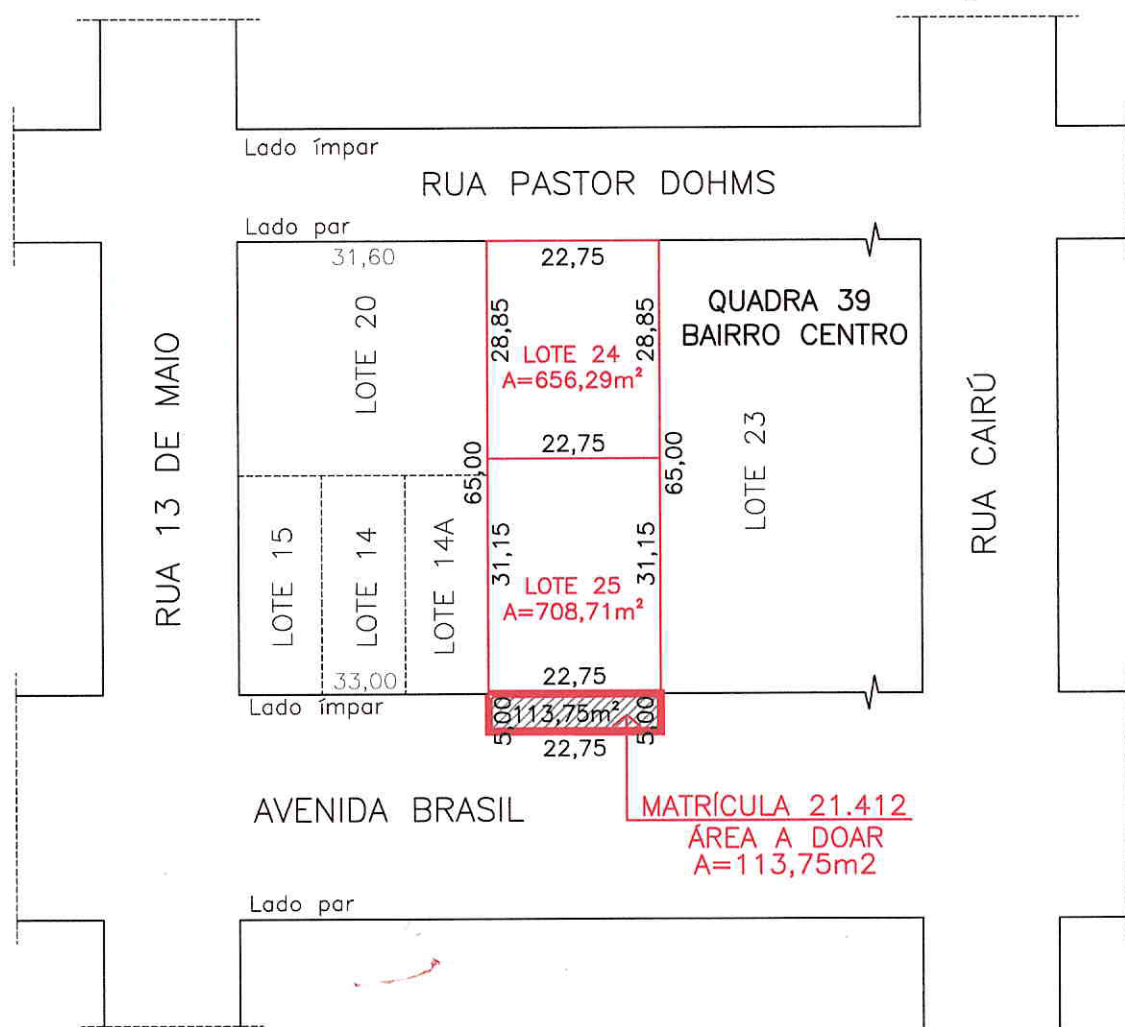 Lado ímpar
RUA PASTOR DOHMS
Lado par
31,60
22,75
QUADRA 39
BAIRRO CENTRO
LOTE 20
28,85
28,85
LOTE 24
A=656,29m²
RUA 13 DE MAIO
22,75
65,00
65,00
LOTE 23
RUA CAIRÚ
LOTE 15
LOTE 14
LOTE 14A
31,15
31,15
LOTE 25
A=708,71m²
33,00
22,75
Lado ímpar
5,00
113,75m²
5,00
22,75
AVENIDA BRASIL
MATRÍCULA 21.412
ÁREA A DOAR
A=113,75m2
Lado par